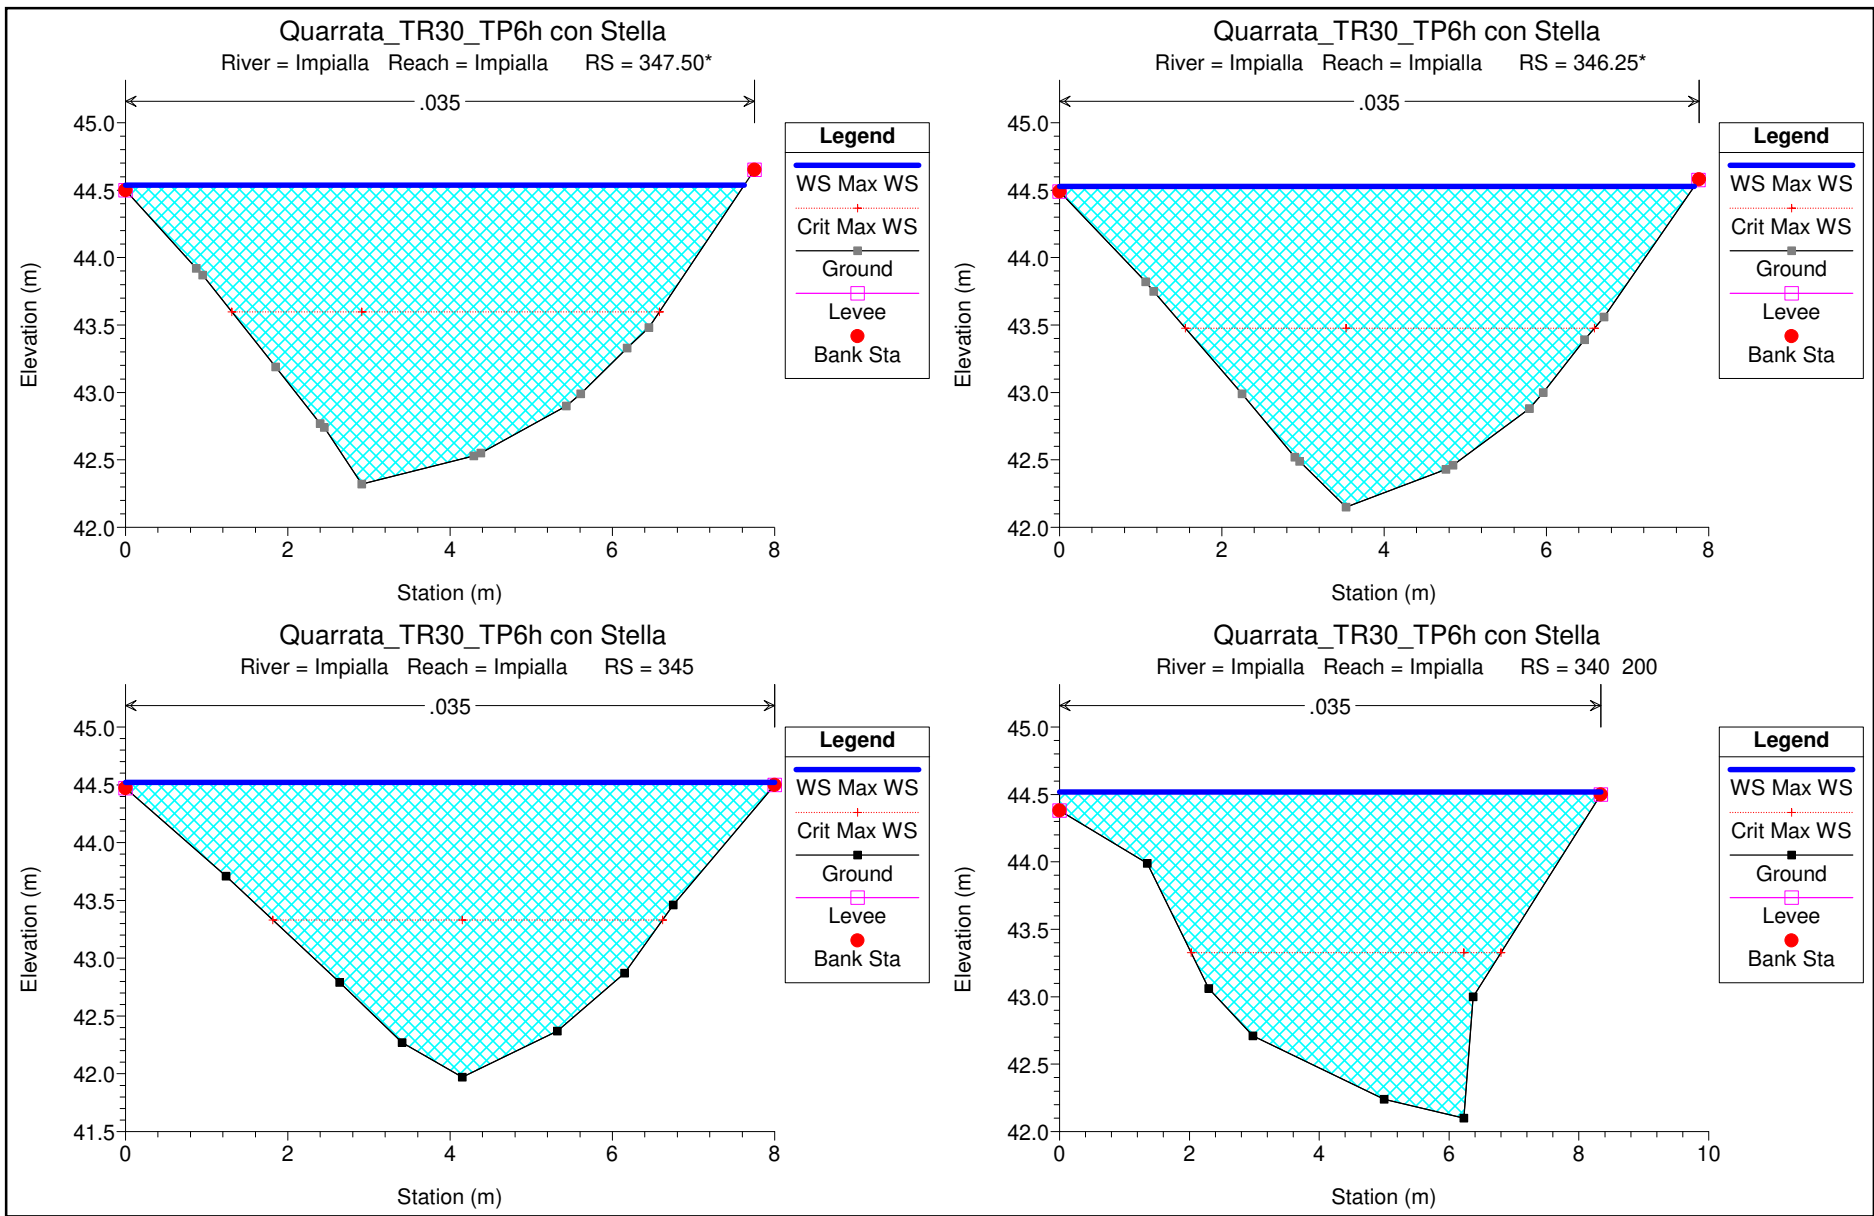 Quarrata_TR30_TP6h con Stella
River = Impialla Reach = Impialla RS = 347.50*
.035
45.0
44.5
44.0
43.5
43.0
42.5
42.0
0 2 4 6 8
Elevation (m)
Station (m)
Legend
WS Max WS
Crit Max WS
Ground
Levee
Bank Sta
Quarrata_TR30_TP6h con Stella
River = Impialla Reach = Impialla RS = 346.25*
.035
45.0
44.5
44.0
43.5
43.0
42.5
42.0
0 2 4 6 8
Elevation (m)
Station (m)
Legend
WS Max WS
Crit Max WS
Ground
Levee
Bank Sta
Quarrata_TR30_TP6h con Stella
River = Impialla Reach = Impialla RS = 345
.035
45.0
44.5
44.0
43.5
43.0
42.5
42.0
41.5
0 2 4 6 8
Elevation (m)
Station (m)
Legend
WS Max WS
Crit Max WS
Ground
Levee
Bank Sta
Quarrata_TR30_TP6h con Stella
River = Impialla Reach = Impialla RS = 340 200
.035
45.0
44.5
44.0
43.5
43.0
42.5
42.0
0 2 4 6 8 10
Elevation (m)
Station (m)
Legend
WS Max WS
Crit Max WS
Ground
Levee
Bank Sta